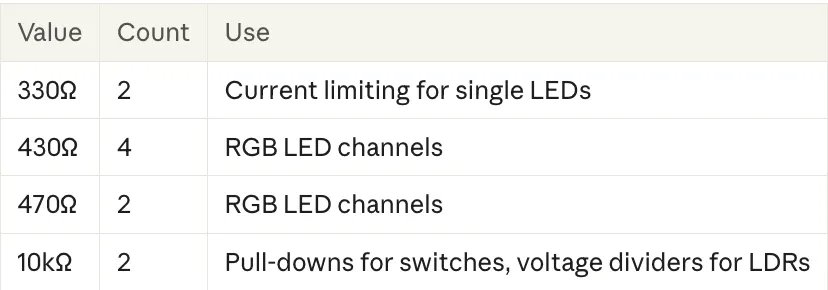 Value Count Use
330Ω 2 Current limiting for single LEDs
430Ω 4 RGB LED channels
470Ω 2 RGB LED channels
10kΩ 2 Pull-downs for switches, voltage dividers for LDRs